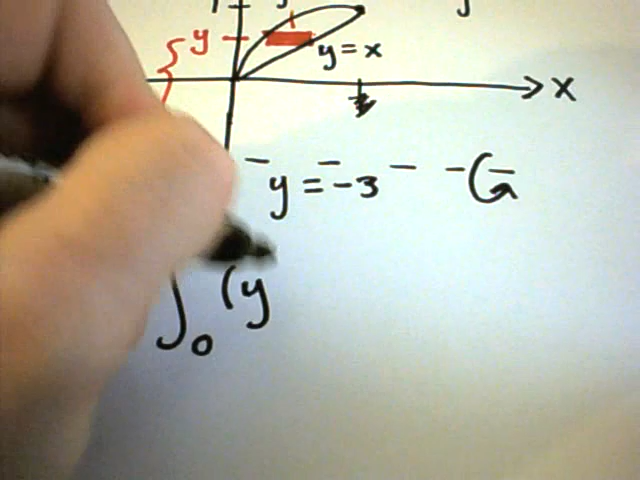 y
y = x
x
y = -3
∫₀ (y